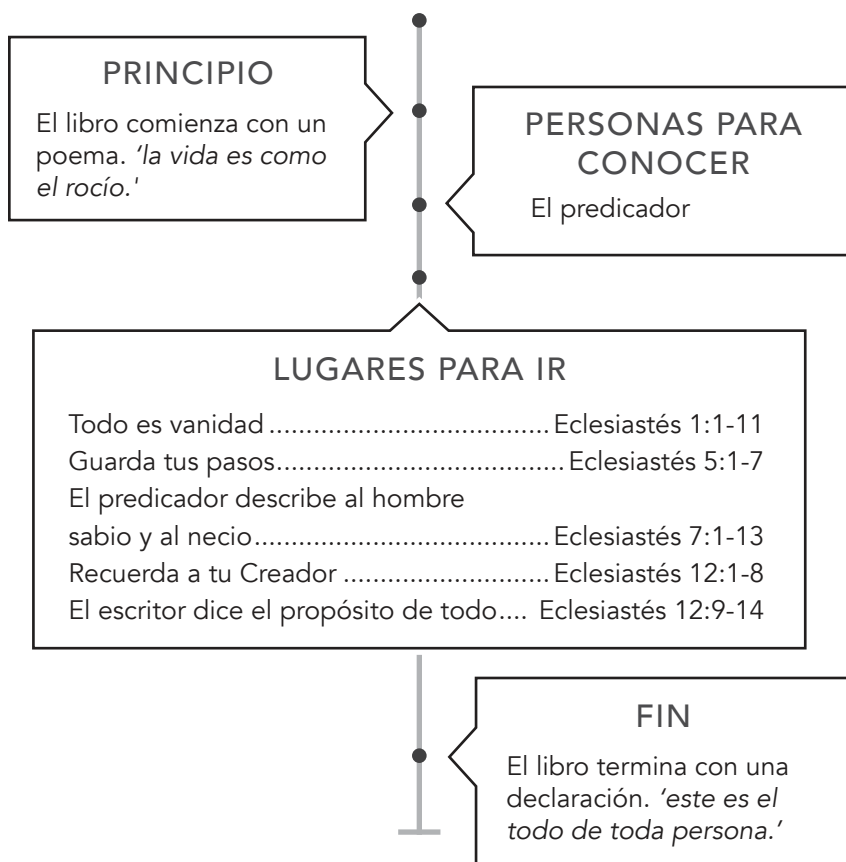 PRINCIPIO
El libro comienza con un
poema. ‘la vida es como
el rocío.'
PERSONAS PARA
CONOCER
El predicador
LUGARES PARA IR
Todo es vanidad ....................................... Eclesiastés 1:1-11
Guarda tus pasos........................................ Eclesiastés 5:1-7
El predicador describe al hombre
sabio y al necio......................................... Eclesiastés 7:1-13
Recuerda a tu Creador ............................ Eclesiastés 12:1-8
El escritor dice el propósito de todo.... Eclesiastés 12:9-14
FIN
El libro termina con una
declaración. ‘este es el
todo de toda persona.’